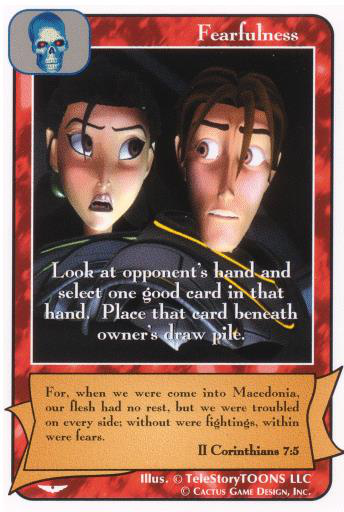 Fearfulness
Look at opponent's hand and
select one good card in that
hand. Place that card beneath
owner's draw pile.
For, when we were come into Macedonia,
our flesh had no rest, but we were troubled
on every side; without were fightings, within
were fears.
II Corinthians 7:5
Illus. © TeleStoryTOONS LLC
© Cactus Game Design, Inc.